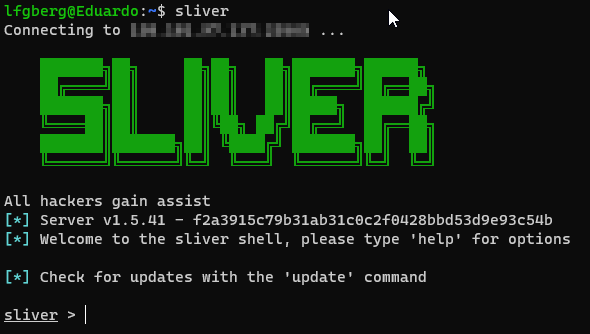 lfgberg@Eduardo:~$ sliver
Connecting to ...
SLIVER
All hackers gain assist
[*] Server v1.5.41 - f2a3915c79b31ab31c0c2f0428bbd53d9e93c54b
[*] Welcome to the sliver shell, please type 'help' for options
[*] Check for updates with the 'update' command
sliver >